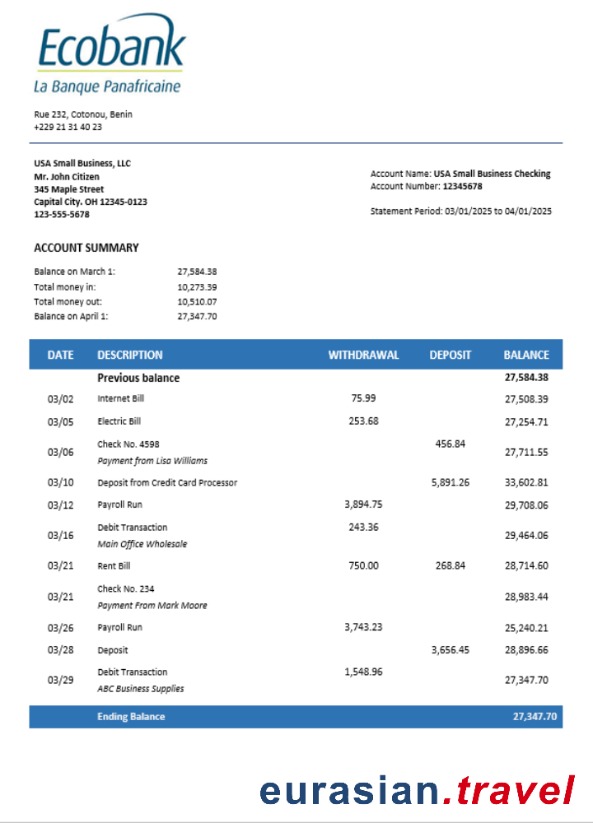 Ecobank
La Banque Panafricaine
Rue 232, Cotonou, Benin
+229 21 31 40 23
USA Small Business, LLC
Mr. John Citizen
345 Maple Street
Capital City. OH 12345-0123
123-555-5678
Account Name: USA Small Business Checking
Account Number: 12345678
Statement Period: 03/01/2025 to 04/01/2025
ACCOUNT SUMMARY
Balance on March 1: 27,584.38
Total money in: 10,273.39
Total money out: 10,510.07
Balance on April 1: 27,347.70
DATE DESCRIPTION WITHDRAWAL DEPOSIT BALANCE
Previous balance 27,584.38
03/02 Internet Bill 75.99 27,508.39
03/05 Electric Bill 253.68 27,254.71
03/06 Check No. 4598 456.84 27,711.55
Payment from Lisa Williams
03/10 Deposit from Credit Card Processor 5,891.26 33,602.81
03/12 Payroll Run 3,894.75 29,708.06
03/16 Debit Transaction 243.36 29,464.06
Main Office Wholesale
03/21 Rent Bill 750.00 268.84 28,714.60
03/21 Check No. 234 28,983.44
Payment From Mark Moore
03/26 Payroll Run 3,743.23 25,240.21
03/28 Deposit 3,656.45 28,896.66
03/29 Debit Transaction 1,548.96 27,347.70
ABC Business Supplies
Ending Balance 27,347.70
eurasian.travel